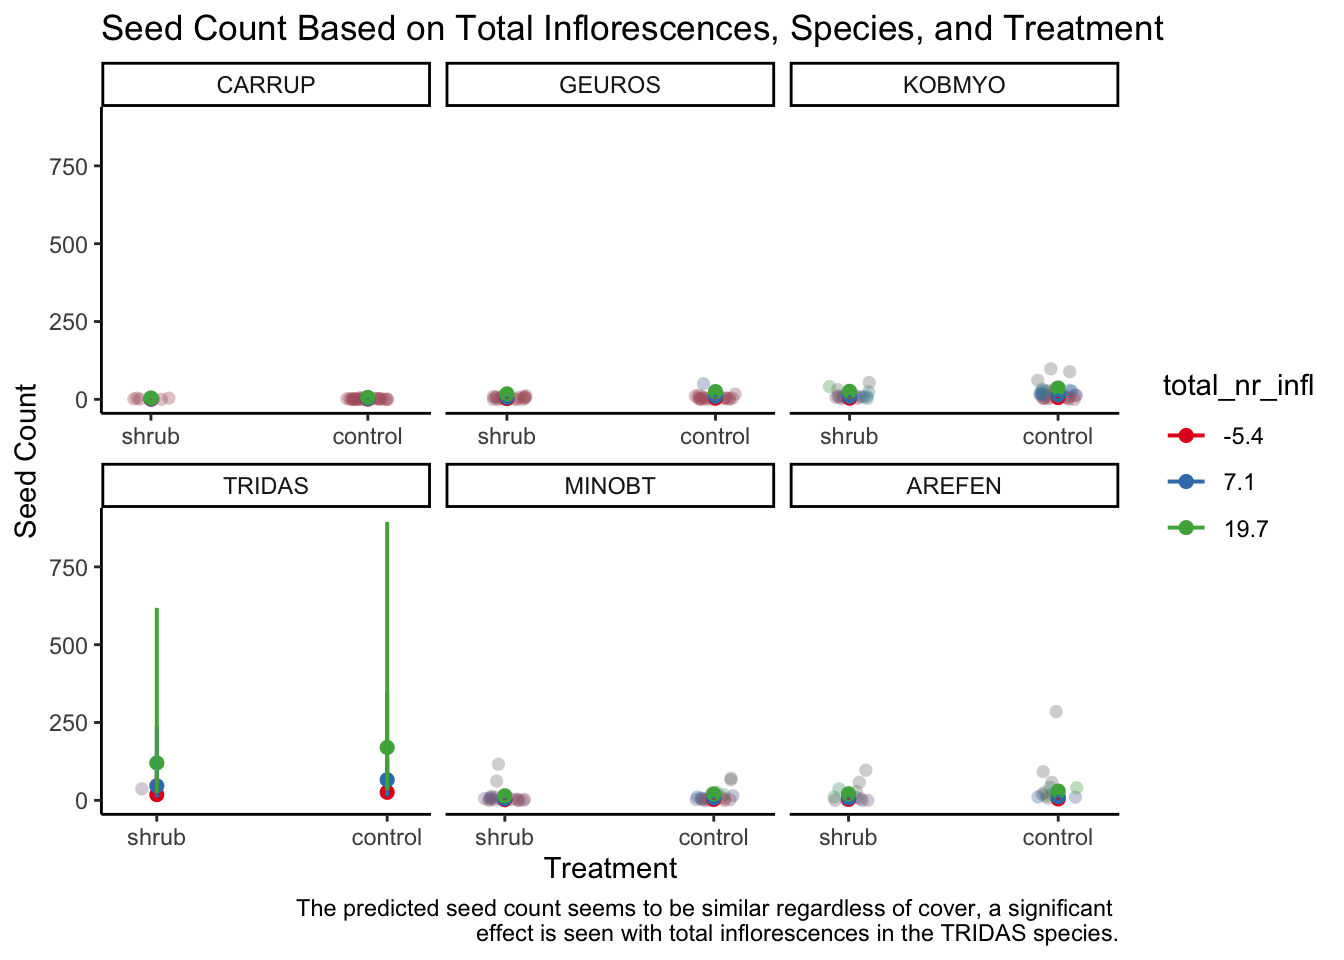 Seed Count Based on Total Inflorescences, Species, and Treatment
CARRUP GEUROS KOBMYO
750
500
250
0
shrub control shrub control shrub control
TRIDAS MINOBT AREFEN
750
500
250
0
shrub control shrub control shrub control
Seed Count
Treatment
total_nr_infl
-5.4
7.1
19.7
The predicted seed count seems to be similar regardless of cover, a significant
effect is seen with total inflorescences in the TRIDAS species.